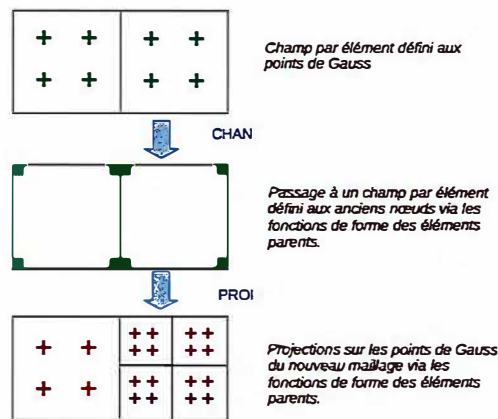 Champ par élément défini aux
points de Gauss
CHAN
Passage à un champ par élément
défini aux anciens nœuds via les
fonctions de forme des éléments
parents.
PROI
Projections sur les points de Gauss
du nouveau maillage via les
fonctions de forme des éléments
parents.